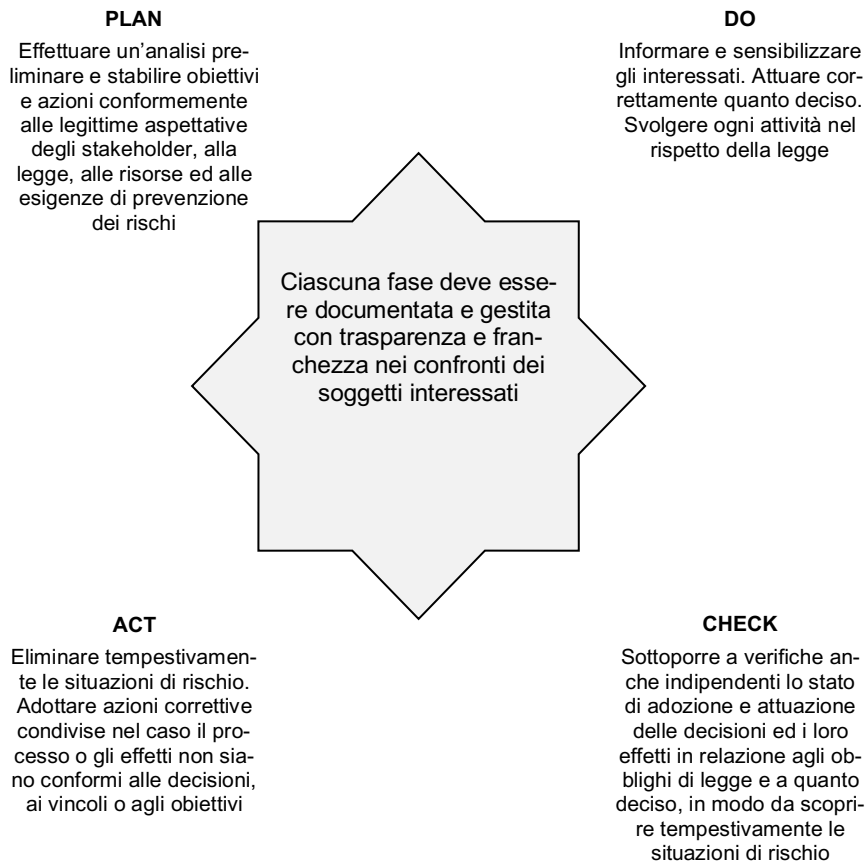 PLAN
Effettuare un’analisi pre-
liminare e stabilire obiettivi
e azioni conformemente
alle legittime aspettative
degli stakeholder, alla
legge, alle risorse ed alle
esigenze di prevenzione
dei rischi
DO
Informare e sensibilizzare
gli interessati. Attuare cor-
rettamente quanto deciso.
Svolgere ogni attività nel
rispetto della legge
Ciascuna fase deve esse-
re documentata e gestita
con trasparenza e fran-
chezza nei confronti dei
soggetti interessati
ACT
Eliminare tempestivamen-
te le situazioni di rischio.
Adottare azioni correttive
condivise nel caso il pro-
cesso o gli effetti non sia-
no conformi alle decisioni,
ai vincoli o agli obiettivi
CHECK
Sottoporre a verifiche an-
che indipendenti lo stato
di adozione e attuazione
delle decisioni ed i loro
effetti in relazione agli ob-
blighi di legge e a quanto
deciso, in modo da scopri-
re tempestivamente le
situazioni di rischio